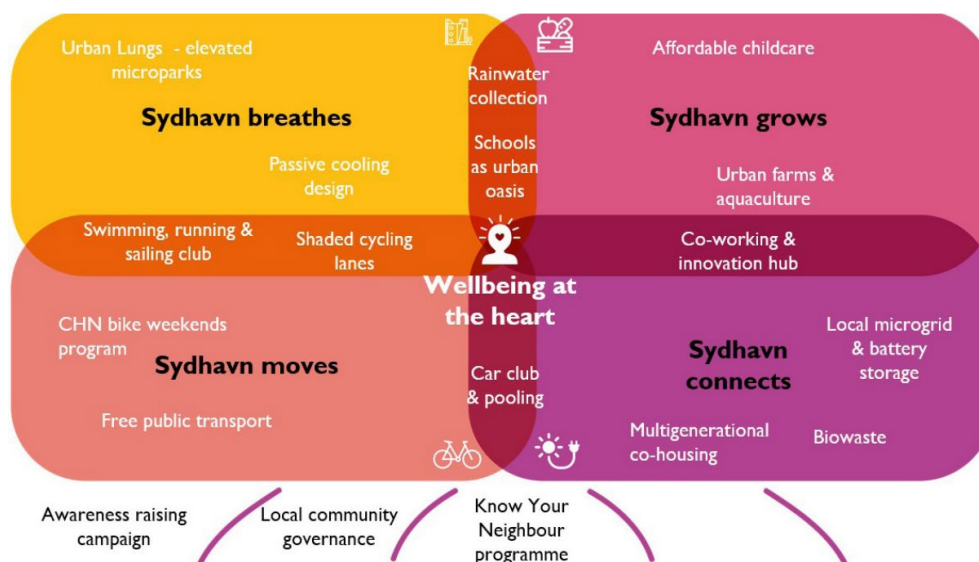 Urban Lungs - elevated
microparks
Sydhavn breathes
Passive cooling
design
Rainwater
collection
Schools
as urban
oasis
Affordable childcare
Sydhavn grows
Urban farms &
aquaculture
Swimming, running &
sailing club
Shaded cycling
lanes
Co-working &
innovation hub
Wellbeing at
the heart
CHN bike weekends
program
Sydhavn moves
Free public transport
Car club
& pooling
Sydhavn
connects
Local microgrid
& battery
storage
Multigenerational
co-housing
Biowaste
Awareness raising
campaign
Local community
governance
Know Your
Neighbour
programme